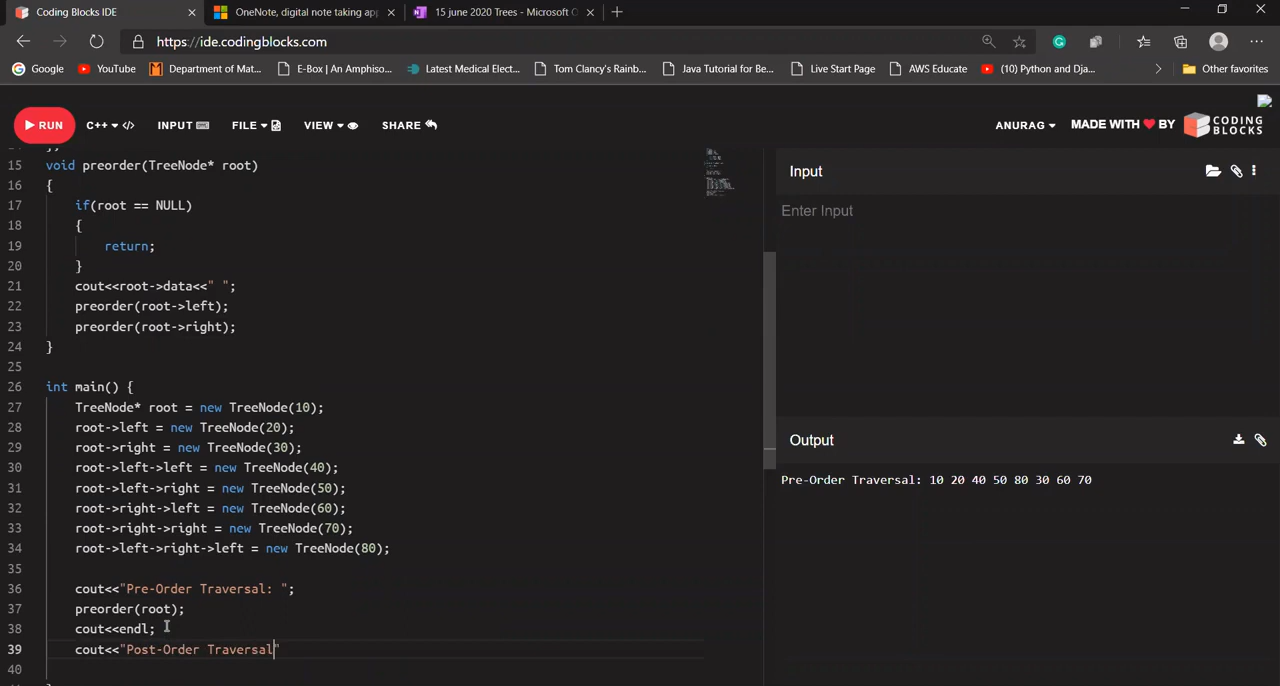 Coding Blocks IDE
OneNote, digital note taking app
15 june 2020 Trees - Microsoft O
https://ide.codingblocks.com
Google
YouTube
Department of Mat...
E-Box | An Amphiso...
Latest Medical Elect...
Tom Clancy's Rainb...
Java Tutorial for Be...
Live Start Page
AWS Educate
(10) Python and Dja...
Other favorites
RUN
C++
INPUT
FILE
VIEW
SHARE
ANURAG
MADE WITH BY
CODING
BLOCKS
15 void preorder(TreeNode* root)
16 {
17 if(root == NULL)
18 {
19 return;
20 }
21 cout<<root->data<<" ";
22 preorder(root->left);
23 preorder(root->right);
24 }
25
26 int main() {
27 TreeNode* root = new TreeNode(10);
28 root->left = new TreeNode(20);
29 root->right = new TreeNode(30);
30 root->left->left = new TreeNode(40);
31 root->left->right = new TreeNode(50);
32 root->right->left = new TreeNode(60);
33 root->right->right = new TreeNode(70);
34 root->left->right->left = new TreeNode(80);
35
36 cout<<"Pre-Order Traversal: ";
37 preorder(root);
38 cout<<endl;
39 cout<<"Post-Order Traversal"
40
Input
Enter Input
Output
Pre-Order Traversal: 10 20 40 50 80 30 60 70